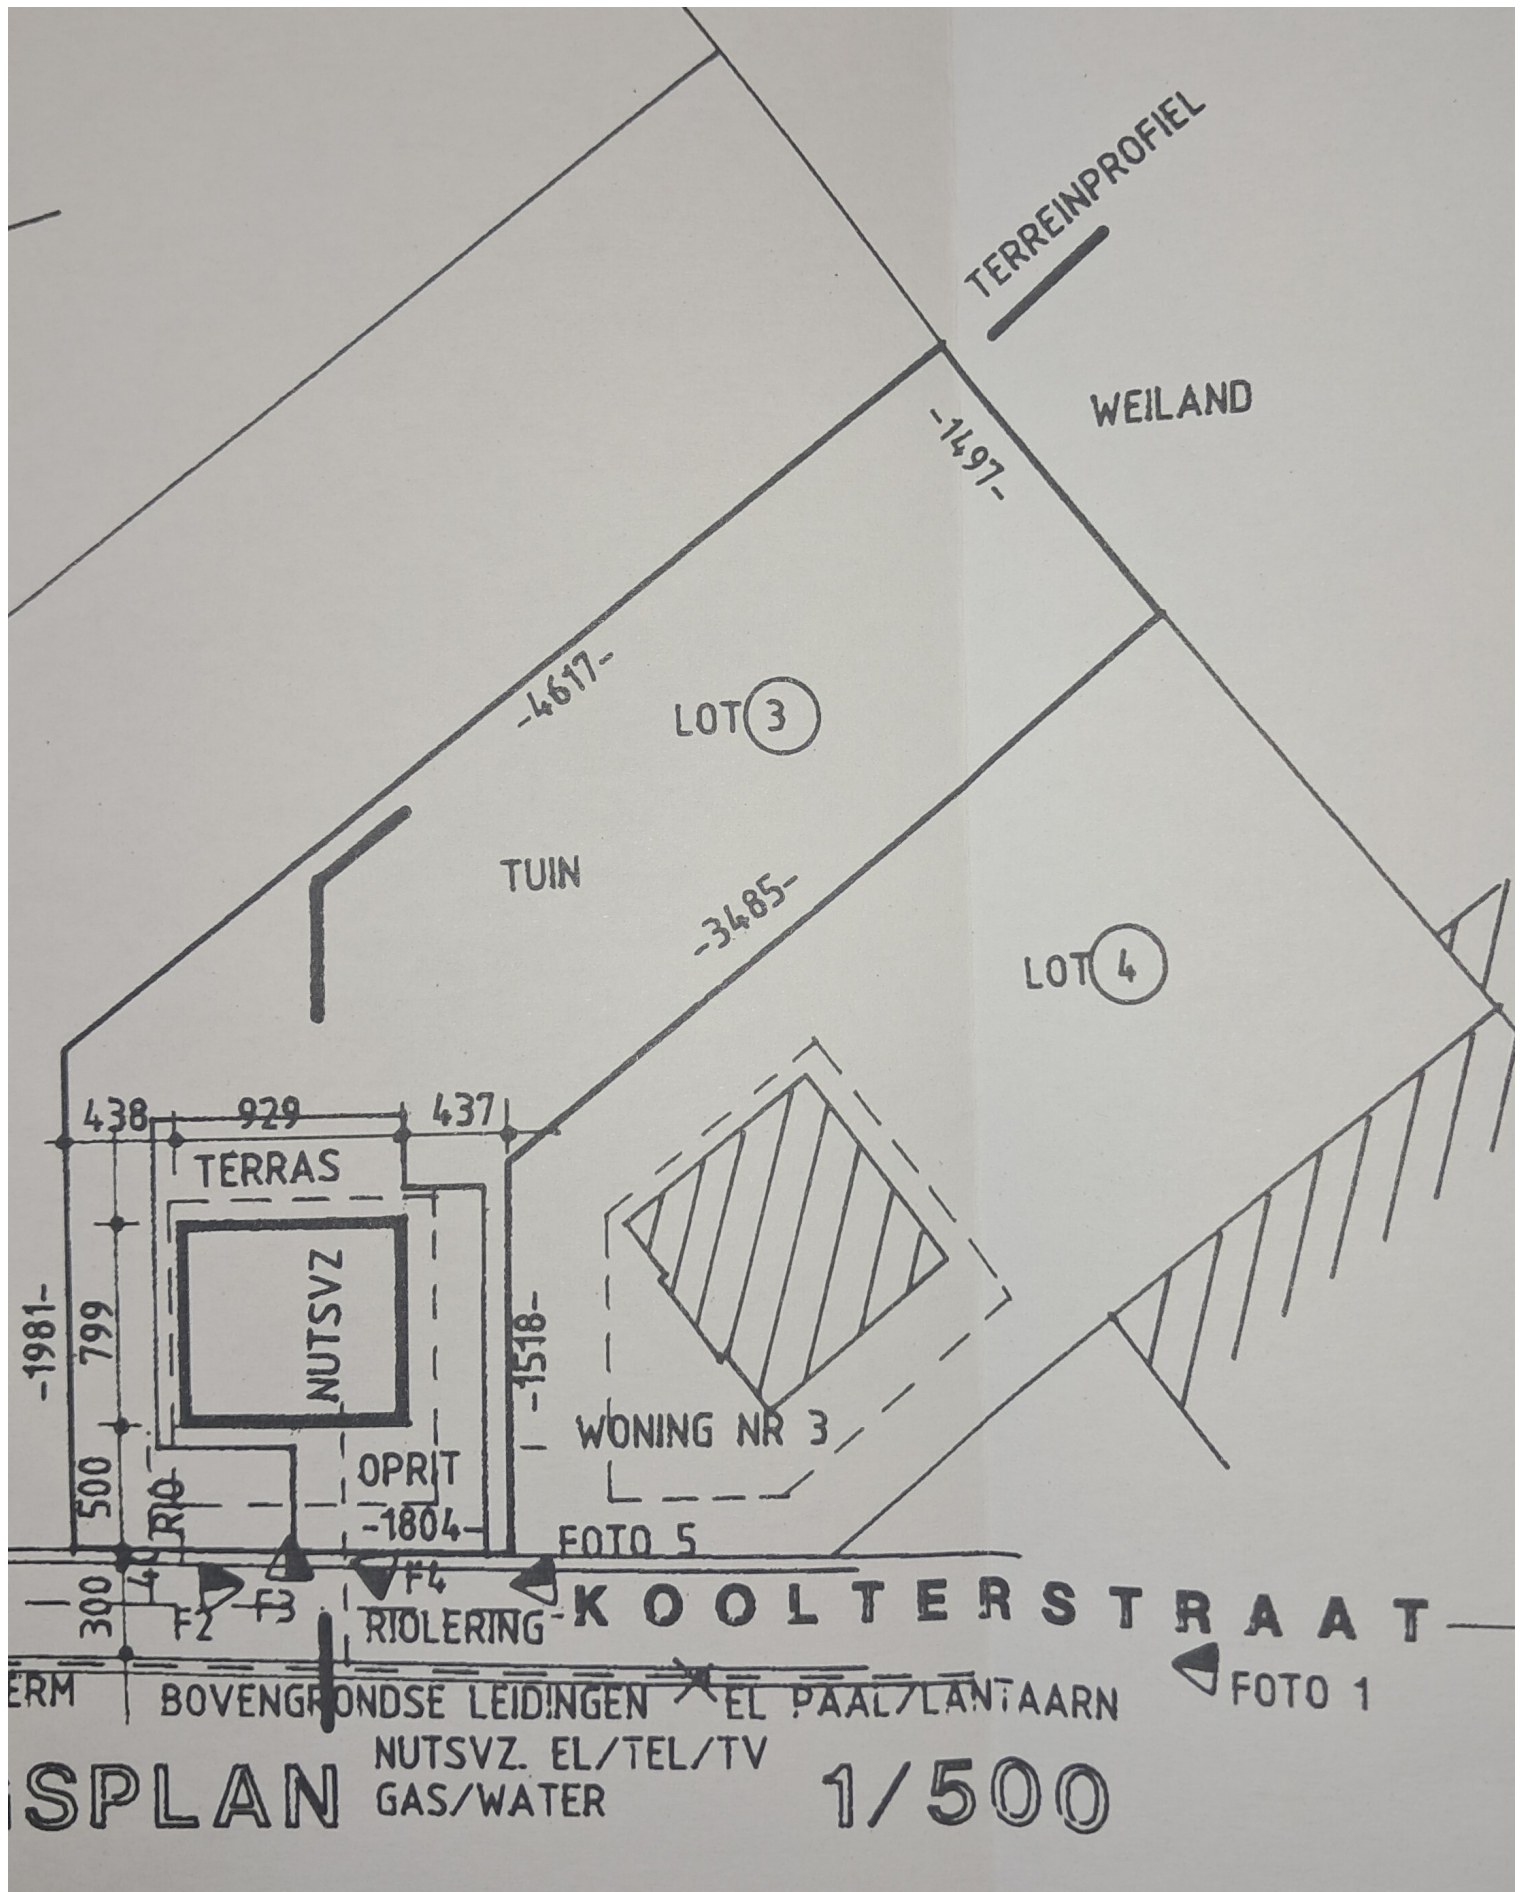 TERREINPROFIEL
WEILAND
-1497-
-4617-
LOT 3
TUIN
-3485-
LOT 4
438 929 437
TERRAS
NUTSVZ
-1981-
799
-1518-
WONING NR 3
500
OPRIT
-1804-
FOTO 5
F4
F2 F3
300
RIOLERING
KOOLTERSTRAAT
FOTO 1
ERM
BOVENGRONDSE LEIDINGEN
EL PAAL/LANTAARN
NUTSVZ. EL/TEL/TV
GAS/WATER
SPLAN 1/500